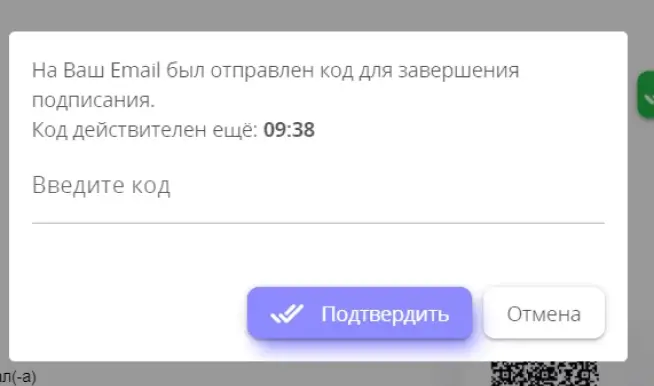 На Ваш Email был отправлен код для завершения
подписания.
Код действителен ещё: 09:38
Введите код
Подтвердить
Отмена
ал(-а)